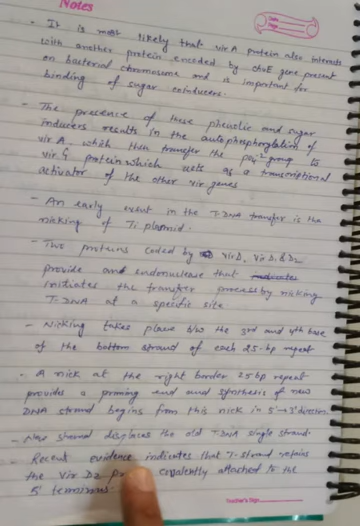 Notes
- It is most likely that vir A protein also interacts
with another protein encoded by chvE gene present
on bacterial chromosome and is important for
binding of sugar coinducers.
- The presence of these phenolic and sugar
inducers results in the autophosphorylation of
vir A which then transfer the group to
vir G protein which acts as a transcriptional
activator of the other vir genes
- An early event in the T-DNA transfer is the
nicking of Ti plasmid.
- Two proteins coded by vir D, Vir D1 & D2
provide and endonuclease that
initiates the transfer process by nicking
T-DNA at a specific site.
- Nicking takes place b/w the 3rd and 4th base
of the bottom strand of each 25-bp repeat
- A nick at the right border 25 bp repeat
provides a priming end and synthesis of new
DNA strand begins from this nick in 5'→3' direction.
- New strand displaces the old T-DNA single strand.
- Recent evidence indicates that T-strand retains
the Vir D2 covalently attached to the
5' terminus.
Teacher's Sign